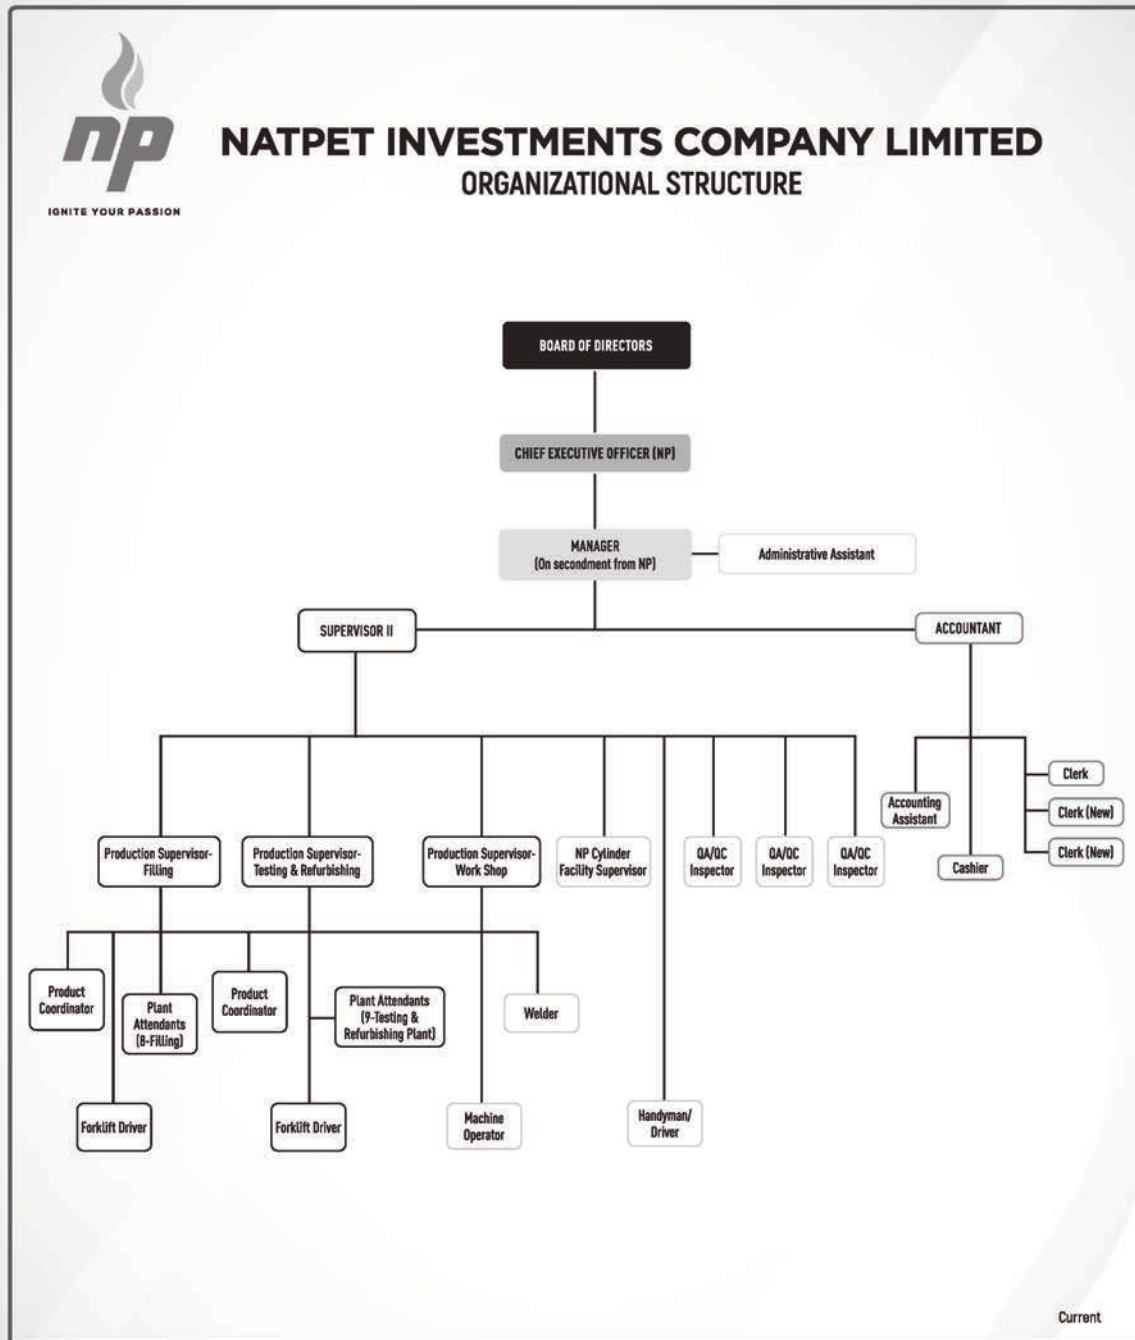 np
IGNITE YOUR PASSION
NATPET INVESTMENTS COMPANY LIMITED
ORGANIZATIONAL STRUCTURE
BOARD OF DIRECTORS
CHIEF EXECUTIVE OFFICER (NP)
MANAGER
(On secondment from NP)
Administrative Assistant
SUPERVISOR II
ACCOUNTANT
Clerk
Accounting
Assistant
Clerk (New)
Clerk (New)
Cashier
Production Supervisor-
Filling
Production Supervisor-
Testing & Refurbishing
Production Supervisor-
Work Shop
NP Cylinder
Facility Supervisor
QA/QC
Inspector
QA/QC
Inspector
QA/QC
Inspector
Product
Coordinator
Plant
Attendants
(8-Filling)
Product
Coordinator
Plant Attendants
(9-Testing &
Refurbishing Plant)
Welder
Forklift Driver
Forklift Driver
Machine
Operator
Handyman/
Driver
Current